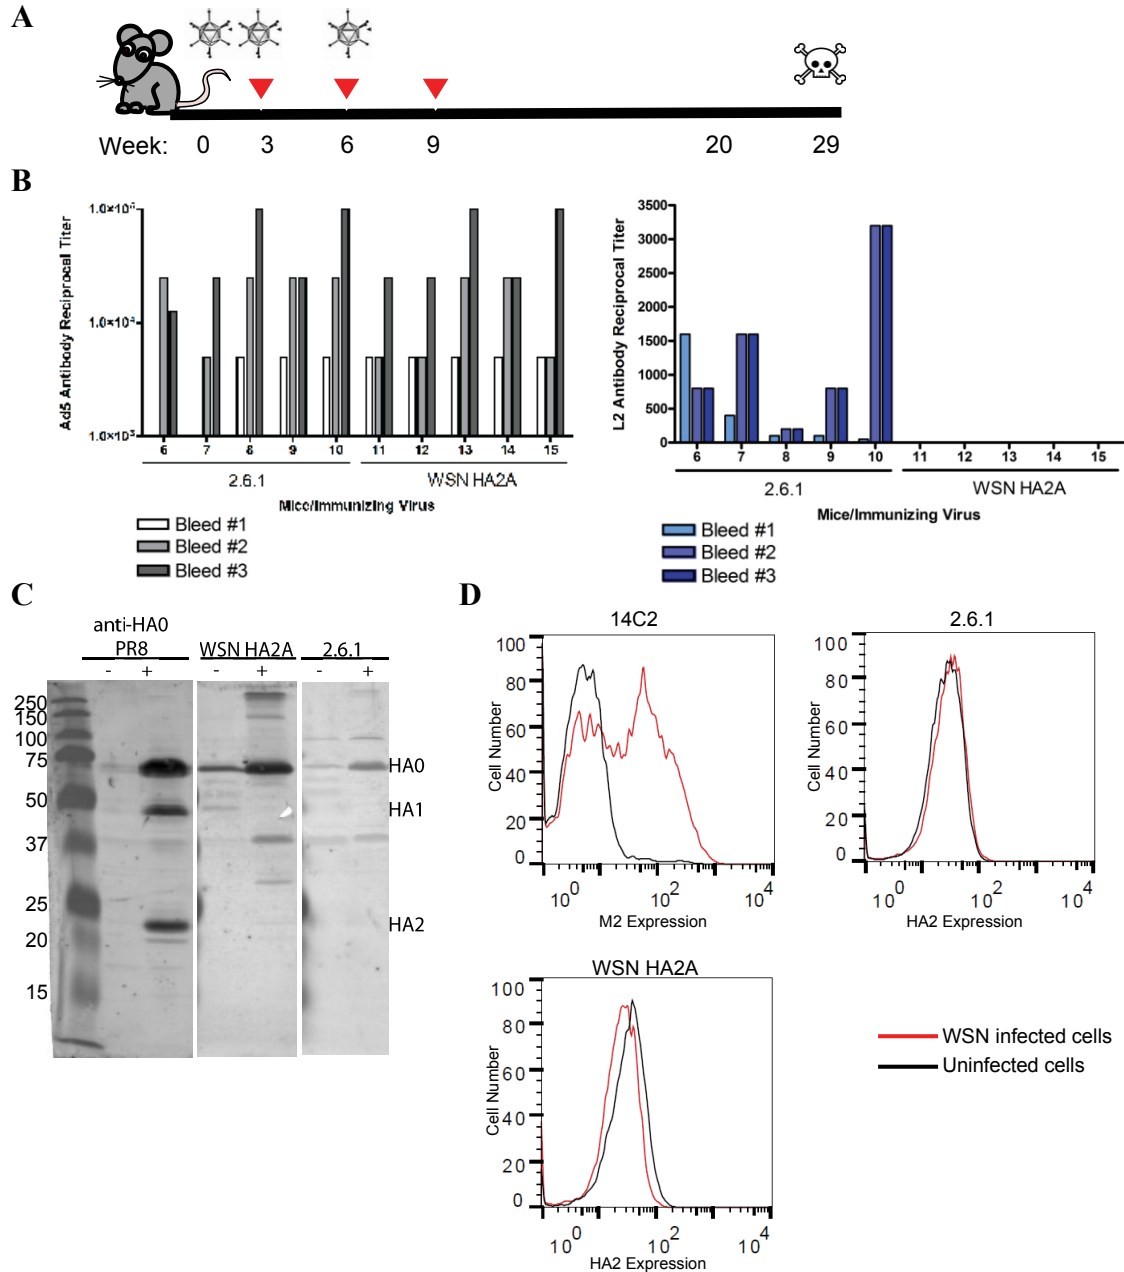 A
Week: 0 3 6 9 20 29
B
Ad5 Antibody Reciprocal Titer
1.0×10⁴
1.0×10³
6 7 8 9 10 11 12 13 14 15
2.6.1 WSN HA2A
Mice/Immunizing Virus
Bleed #1
Bleed #2
Bleed #3
L2 Antibody Reciprocal Titer
3500
3000
2500
2000
1500
1000
500
0
6 7 8 9 10 11 12 13 14 15
2.6.1 WSN HA2A
Mice/Immunizing Virus
Bleed #1
Bleed #2
Bleed #3
C
anti-HA0
PR8 WSN HA2A 2.6.1
- + - + - +
250
150
100
75
50
37
25
20
15
HA0
HA1
HA2
D
14C2
Cell Number
100
80
60
40
20
0
10⁰ 10² 10⁴
M2 Expression
2.6.1
Cell Number
100
80
60
40
20
0
10⁰ 10² 10⁴
HA2 Expression
WSN HA2A
Cell Number
100
80
60
40
20
0
10⁰ 10² 10⁴
HA2 Expression
WSN infected cells
Uninfected cells